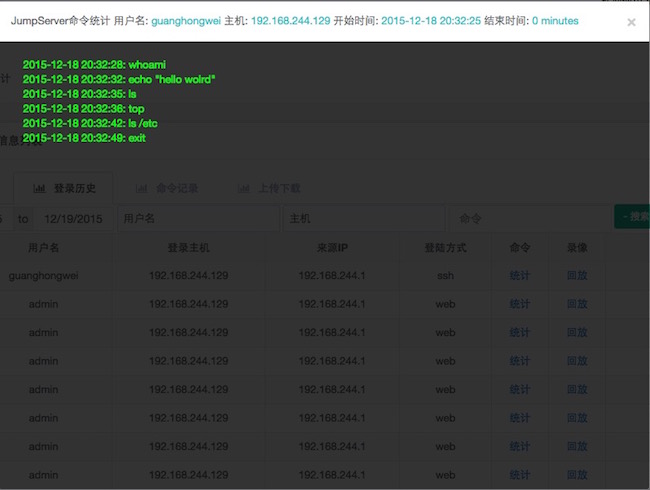 JumpServer命令统计 用户名: guanghongwei 主机: 192.168.244.129 开始时间: 2015-12-18 20:32:25 结束时间: 0 minutes ×
2015-12-18 20:32:28: whoami
2015-12-18 20:32:32: echo "hello wolrd"
2015-12-18 20:32:35: ls
2015-12-18 20:32:36: top
2015-12-18 20:32:42: ls /etc
2015-12-18 20:32:49: exit
计
信息列表
登录历史 命令记录 上传下载
to 12/19/2015 用户名 主机 命令 - 搜索
用户名 登录主机 来源IP 登陆方式 命令 录像
guanghongwei 192.168.244.129 192.168.244.1 ssh 统计 回放
admin 192.168.244.129 192.168.244.1 web 统计 回放
admin 192.168.244.129 192.168.244.1 web 统计 回放
admin 192.168.244.129 192.168.244.1 web 统计 回放
admin 192.168.244.129 192.168.244.1 web 统计 回放
admin 192.168.244.129 192.168.244.1 web 统计 回放
admin 192.168.244.129 192.168.244.1 web 统计 回放
admin 192.168.244.129 192.168.244.1 web 统计 回放